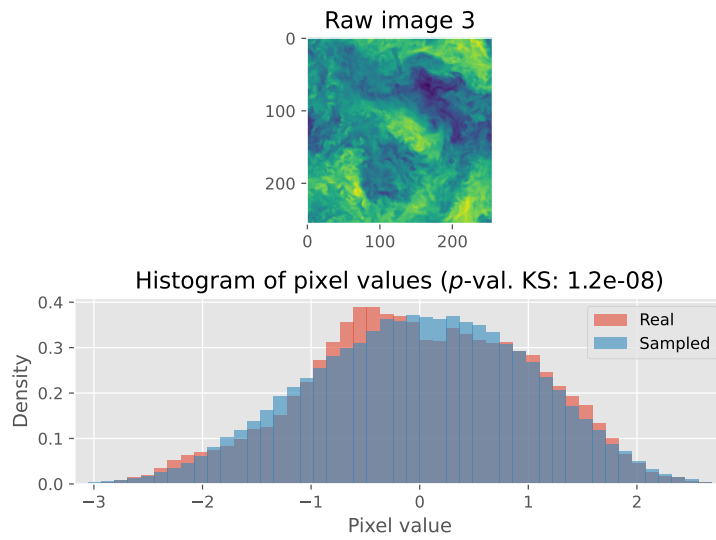 Raw image 3
0
100
200
0 100 200
Histogram of pixel values (p-val. KS: 1.2e-08)
0.4
0.3
0.2
0.1
0.0
Density
Real
Sampled
−3 −2 −1 0 1 2
Pixel value